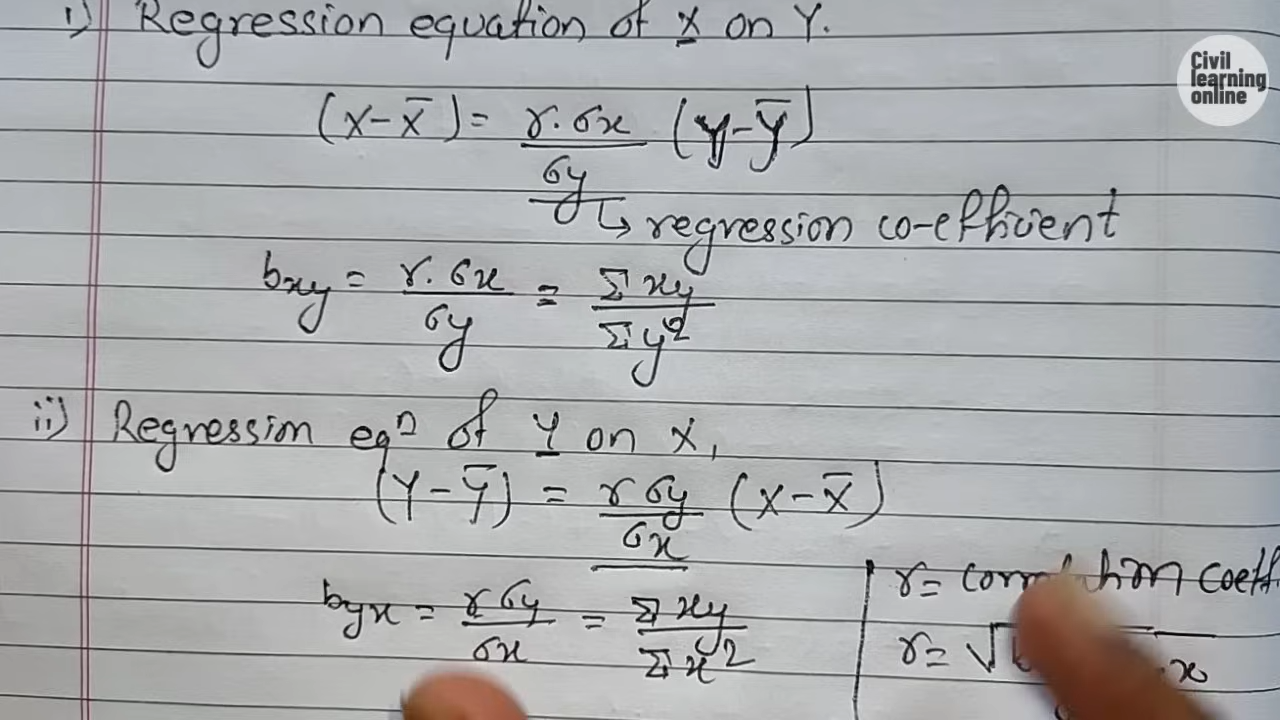 i) Regression equation of X on Y.
Civil
learning
online
(X-X̄) = r.σx/σy (Y-Ȳ)
↳ regression co-efficient
bxy = r.σx/σy = Σxy/Σy²
ii) Regression eqⁿ of Y on X,
(Y-Ȳ) = rσy/σx (X-X̄)
byx = rσy/σx = Σxy/Σx²
r = coeff.
r = √